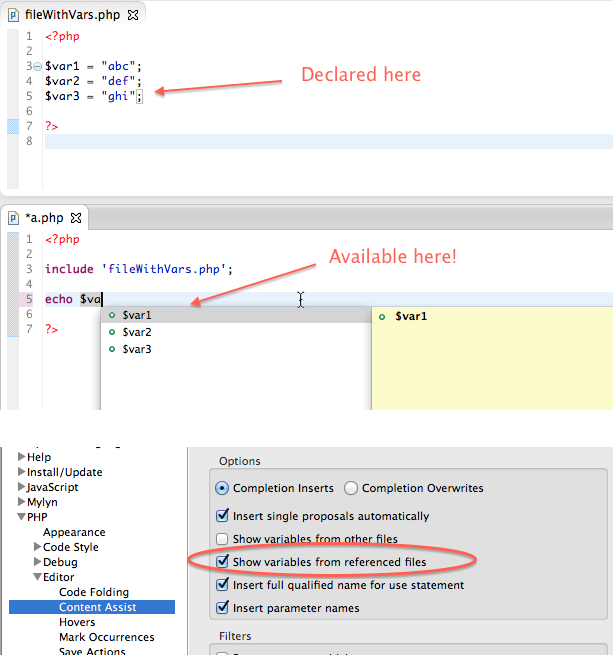 fileWithVars.php
1 <?php
2
3 $var1 = "abc";
4 $var2 = "def";
5 $var3 = "ghi";
6
7 ?>
8
Declared here
*a.php
1 <?php
2
3 include 'fileWithVars.php';
4
5 echo $va
6
7 ?>
Available here!
$var1
$var2
$var3
$var1
Help
Install/Update
JavaScript
Mylyn
PHP
Appearance
Code Style
Debug
Editor
Code Folding
Content Assist
Hovers
Mark Occurrences
Save Actions
Options
Completion Inserts Completion Overwrites
Insert single proposals automatically
Show variables from other files
Show variables from referenced files
Insert full qualified name for use statement
Insert parameter names
Filters